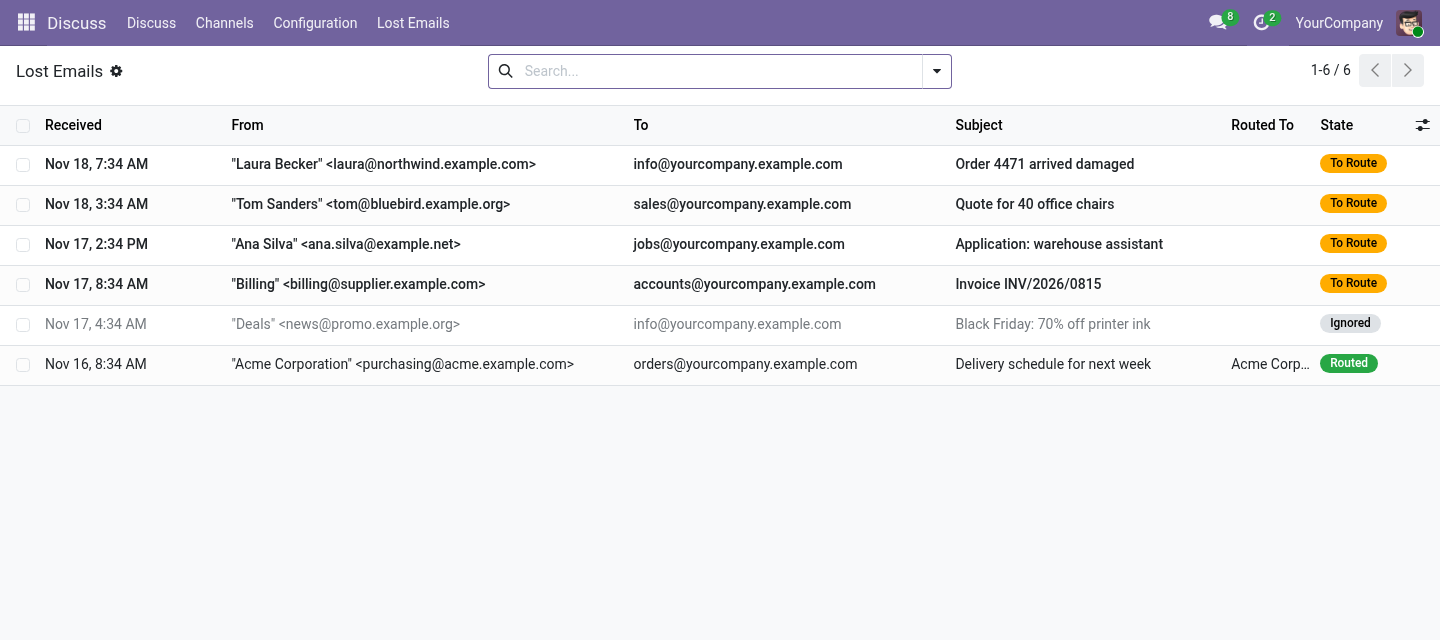 Discuss Discuss Channels Configuration Lost Emails 8 2 YourCompany
Lost Emails Search... 1-6 / 6
Received From To Subject Routed To State
Nov 18, 7:34 AM "Laura Becker" <laura@northwind.example.com> info@yourcompany.example.com Order 4471 arrived damaged To Route
Nov 18, 3:34 AM "Tom Sanders" <tom@bluebird.example.org> sales@yourcompany.example.com Quote for 40 office chairs To Route
Nov 17, 2:34 PM "Ana Silva" <ana.silva@example.net> jobs@yourcompany.example.com Application: warehouse assistant To Route
Nov 17, 8:34 AM "Billing" <billing@supplier.example.com> accounts@yourcompany.example.com Invoice INV/2026/0815 To Route
Nov 17, 4:34 AM "Deals" <news@promo.example.org> info@yourcompany.example.com Black Friday: 70% off printer ink Ignored
Nov 16, 8:34 AM "Acme Corporation" <purchasing@acme.example.com> orders@yourcompany.example.com Delivery schedule for next week Acme Corp... Routed